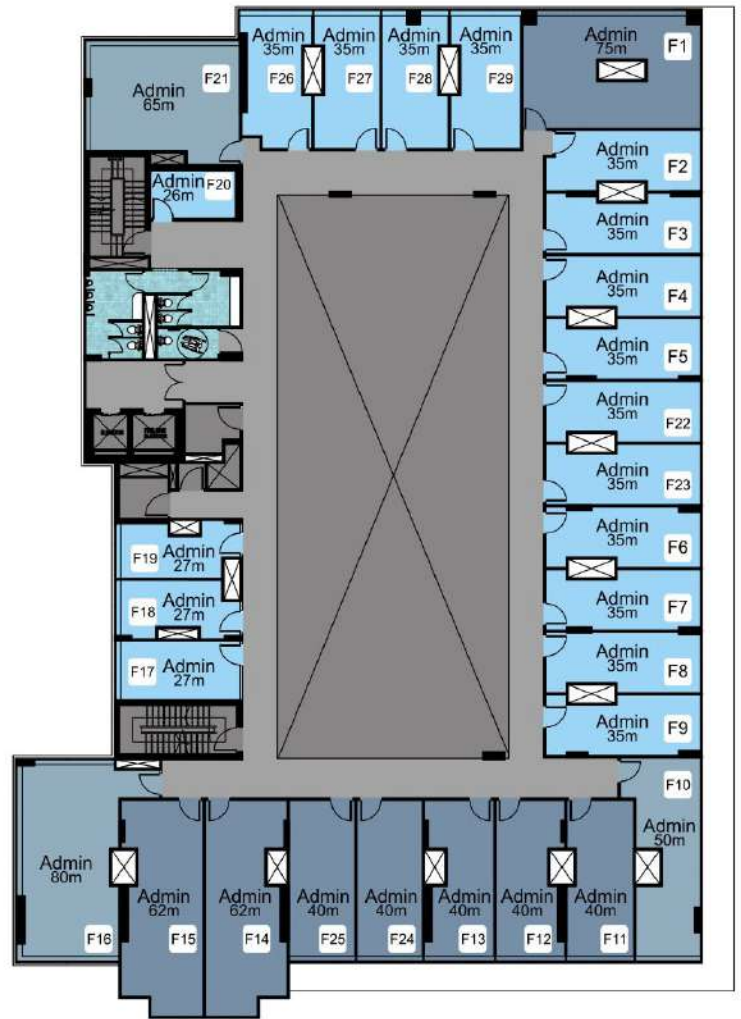 Admin
35m
F26
Admin
35m
F27
Admin
35m
F28
Admin
35m
F29
Admin
75m
F1
Admin
65m
F21
Admin
26m
F20
Admin
35m
F2
Admin
35m
F3
Admin
35m
F4
Admin
35m
F5
Admin
35m
F22
Admin
35m
F23
Admin
35m
F6
Admin
35m
F7
Admin
35m
F8
Admin
35m
F9
F19
Admin
27m
F18
Admin
27m
F17
Admin
27m
F10
Admin
50m
Admin
80m
F16
Admin
62m
F15
Admin
62m
F14
Admin
40m
F25
Admin
40m
F24
Admin
40m
F13
Admin
40m
F12
Admin
40m
F11